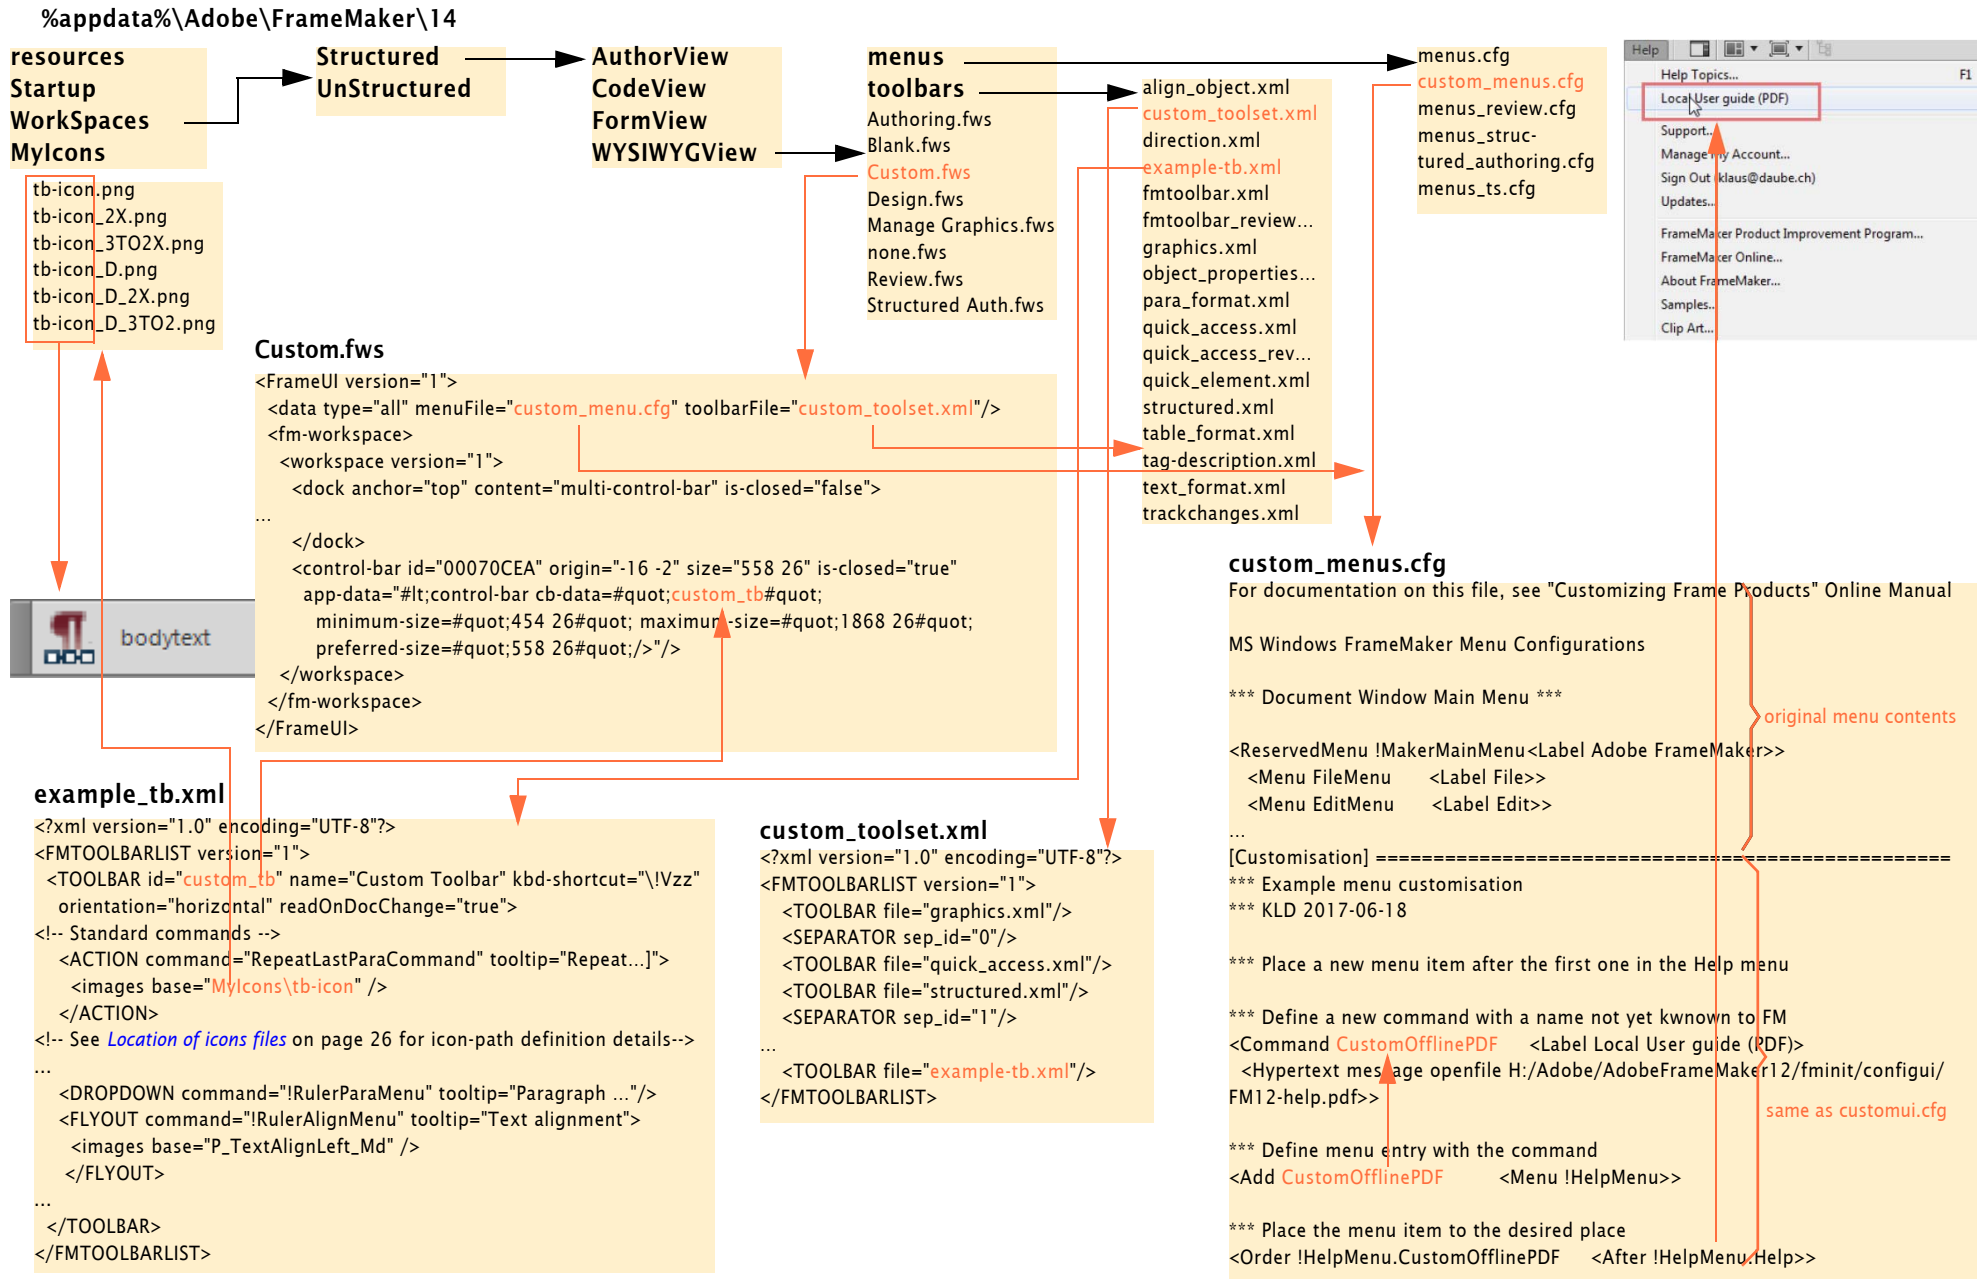 %appdata%\Adobe\FrameMaker\14
resources
Startup
WorkSpaces
MyIcons
tb-icon.png
tb-icon_2X.png
tb-icon_3TO2X.png
tb-icon_D.png
tb-icon_D_2X.png
tb-icon_D_3TO2.png
Structured
UnStructured
AuthorView
CodeView
FormView
WYSIWYGView
menus
toolbars
Authoring.fws
Blank.fws
Custom.fws
Design.fws
Manage Graphics.fws
none.fws
Review.fws
Structured Auth.fws
align_object.xml
custom_toolset.xml
direction.xml
example-tb.xml
fmtoolbar.xml
fmtoolbar_review...
graphics.xml
object_properties...
para_format.xml
quick_access.xml
quick_access_rev...
quick_element.xml
structured.xml
table_format.xml
tag-description.xml
text_format.xml
trackchanges.xml
menus.cfg
custom_menus.cfg
menus_review.cfg
menus_struc-
tured_authoring.cfg
menus_ts.cfg
Help
Help Topics... F1
Local User guide (PDF)
Support...
Manage My Account...
Sign Out (klaus@daube.ch)
Updates...
FrameMaker Product Improvement Program...
FrameMaker Online...
About FrameMaker...
Samples...
Clip Art...
Custom.fws
<FrameUI version="1">
<data type="all" menuFile="custom_menu.cfg" toolbarFile="custom_toolset.xml"/>
<fm-workspace>
<workspace version="1">
<dock anchor="top" content="multi-control-bar" is-closed="false">
...
</dock>
<control-bar id="00070CEA" origin="-16 -2" size="558 26" is-closed="true"
app-data="#lt;control-bar cb-data=#quot;custom_tb#quot;
minimum-size=#quot;454 26#quot; maximum-size=#quot;1868 26#quot;
preferred-size=#quot;558 26#quot;/>"/>
</workspace>
</fm-workspace>
</FrameUI>
bodytext
example_tb.xml
<?xml version="1.0" encoding="UTF-8"?>
<FMTOOLBARLIST version="1">
<TOOLBAR id="custom_tb" name="Custom Toolbar" kbd-shortcut="\!Vzz"
orientation="horizontal" readOnDocChange="true">
<!-- Standard commands -->
<ACTION command="RepeatLastParaCommand" tooltip="Repeat...]">
<images base="MyIcons\tb-icon" />
</ACTION>
<!-- See Location of icons files on page 26 for icon-path definition details-->
...
<DROPDOWN command="!RulerParaMenu" tooltip="Paragraph ..."/>
<FLYOUT command="!RulerAlignMenu" tooltip="Text alignment">
<images base="P_TextAlignLeft_Md" />
</FLYOUT>
...
</TOOLBAR>
</FMTOOLBARLIST>
custom_toolset.xml
<?xml version="1.0" encoding="UTF-8"?>
<FMTOOLBARLIST version="1">
<TOOLBAR file="graphics.xml"/>
<SEPARATOR sep_id="0"/>
<TOOLBAR file="quick_access.xml"/>
<TOOLBAR file="structured.xml"/>
<SEPARATOR sep_id="1"/>
...
<TOOLBAR file="example-tb.xml"/>
</FMTOOLBARLIST>
custom_menus.cfg
For documentation on this file, see "Customizing Frame Products" Online Manual
MS Windows FrameMaker Menu Configurations
*** Document Window Main Menu ***
original menu contents
<ReservedMenu !MakerMainMenu<Label Adobe FrameMaker>>
<Menu FileMenu <Label File>>
<Menu EditMenu <Label Edit>>
...
[Customisation] ==================================================
*** Example menu customisation
*** KLD 2017-06-18
*** Place a new menu item after the first one in the Help menu
*** Define a new command with a name not yet kwnown to FM
<Command CustomOfflinePDF <Label Local User guide (PDF)>
<Hypertext message openfile H:/Adobe/AdobeFrameMaker12/fminit/configui/
FM12-help.pdf>>
same as customui.cfg
*** Define menu entry with the command
<Add CustomOfflinePDF <Menu !HelpMenu>>
*** Place the menu item to the desired place
<Order !HelpMenu.CustomOfflinePDF <After !HelpMenu.Help>>